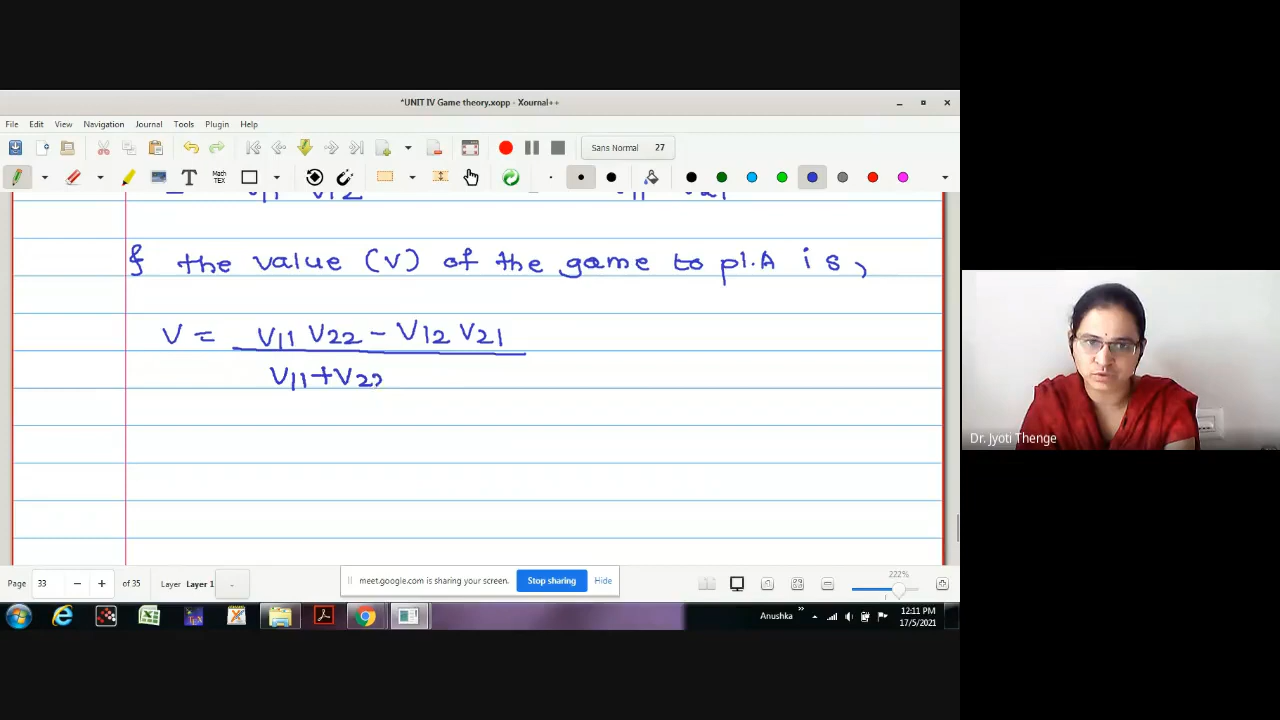 *UNIT IV Game theory.xopp - Xournal++
File Edit View Navigation Journal Tools Plugin Help
Sans Normal 27
Math TEX
& the value (V) of the game to pl.A is,
V = V11 V22 - V12 V21
V11 + V22
Dr. Jyoti Thenge
222%
Page 33 of 35 Layer Layer 1
meet.google.com is sharing your screen. Stop sharing Hide
Anushka
12:11 PM
17/5/2021